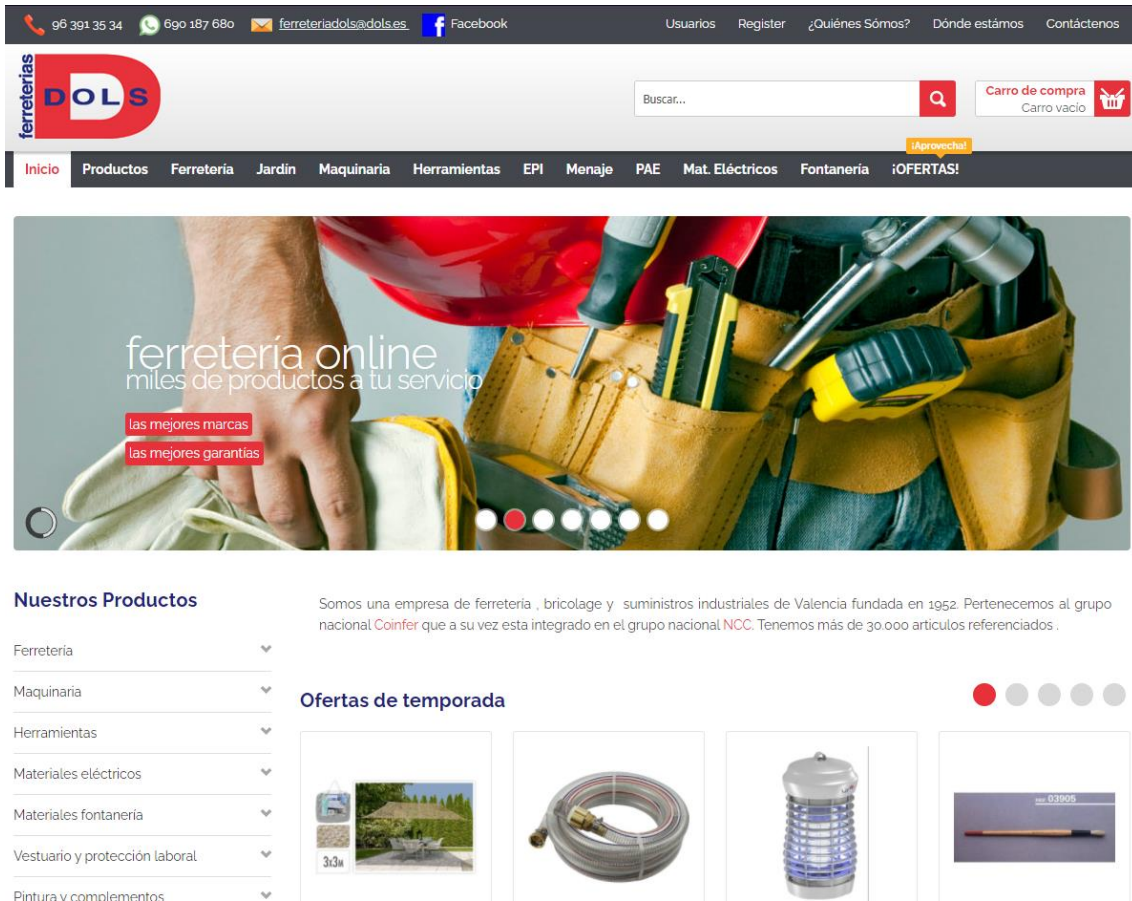 96 391 35 34 690 187 680 ferreteriadols@dols.es Facebook Usuarios Register ¿Quiénes Sómos? Dónde estámos Contáctenos
ferreterias
DOLS
Buscar...
Carro de compra
Carro vacío
¡Aprovecha!
Inicio Productos Ferretería Jardín Maquinaria Herramientas EPI Menaje PAE Mat. Eléctricos Fontanería ¡OFERTAS!
ferretería online
miles de productos a tu servicio
las mejores marcas
las mejores garantías
Nuestros Productos
Ferretería
Maquinaria
Herramientas
Materiales eléctricos
Materiales fontanería
Vestuario y protección laboral
Pintura y complementos
Somos una empresa de ferretería , bricolage y suministros industriales de Valencia fundada en 1952. Pertenecemos al grupo
nacional Coinfer que a su vez esta integrado en el grupo nacional NCC. Tenemos más de 30.000 articulos referenciados .
Ofertas de temporada
3x3M
03905